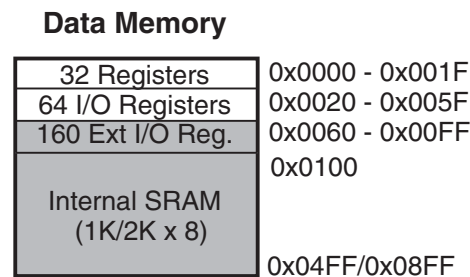 Data Memory
32 Registers 0x0000 - 0x001F
64 I/O Registers 0x0020 - 0x005F
160 Ext I/O Reg. 0x0060 - 0x00FF
0x0100
Internal SRAM
(1K/2K x 8)
0x04FF/0x08FF